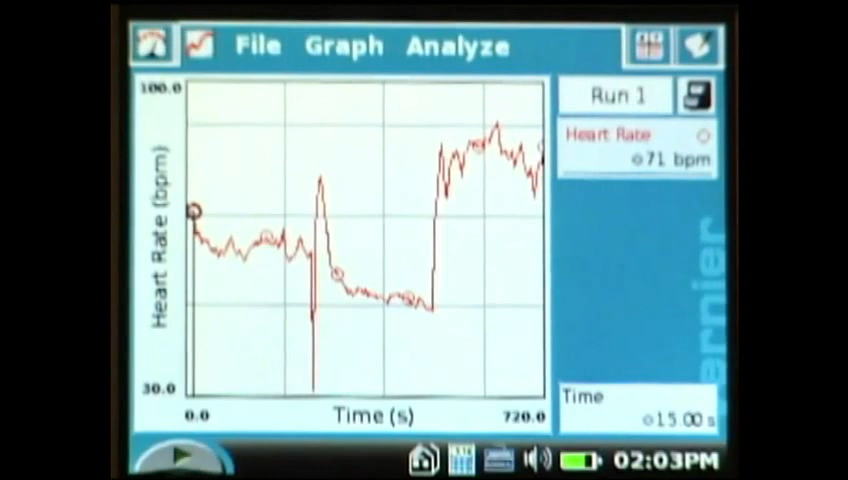 File Graph Analyze
100.0
Heart Rate (bpm)
30.0
0.0
Time (s)
720.0
Run 1
Heart Rate
71 bpm
ernier
Time
15.00 s
02:03PM